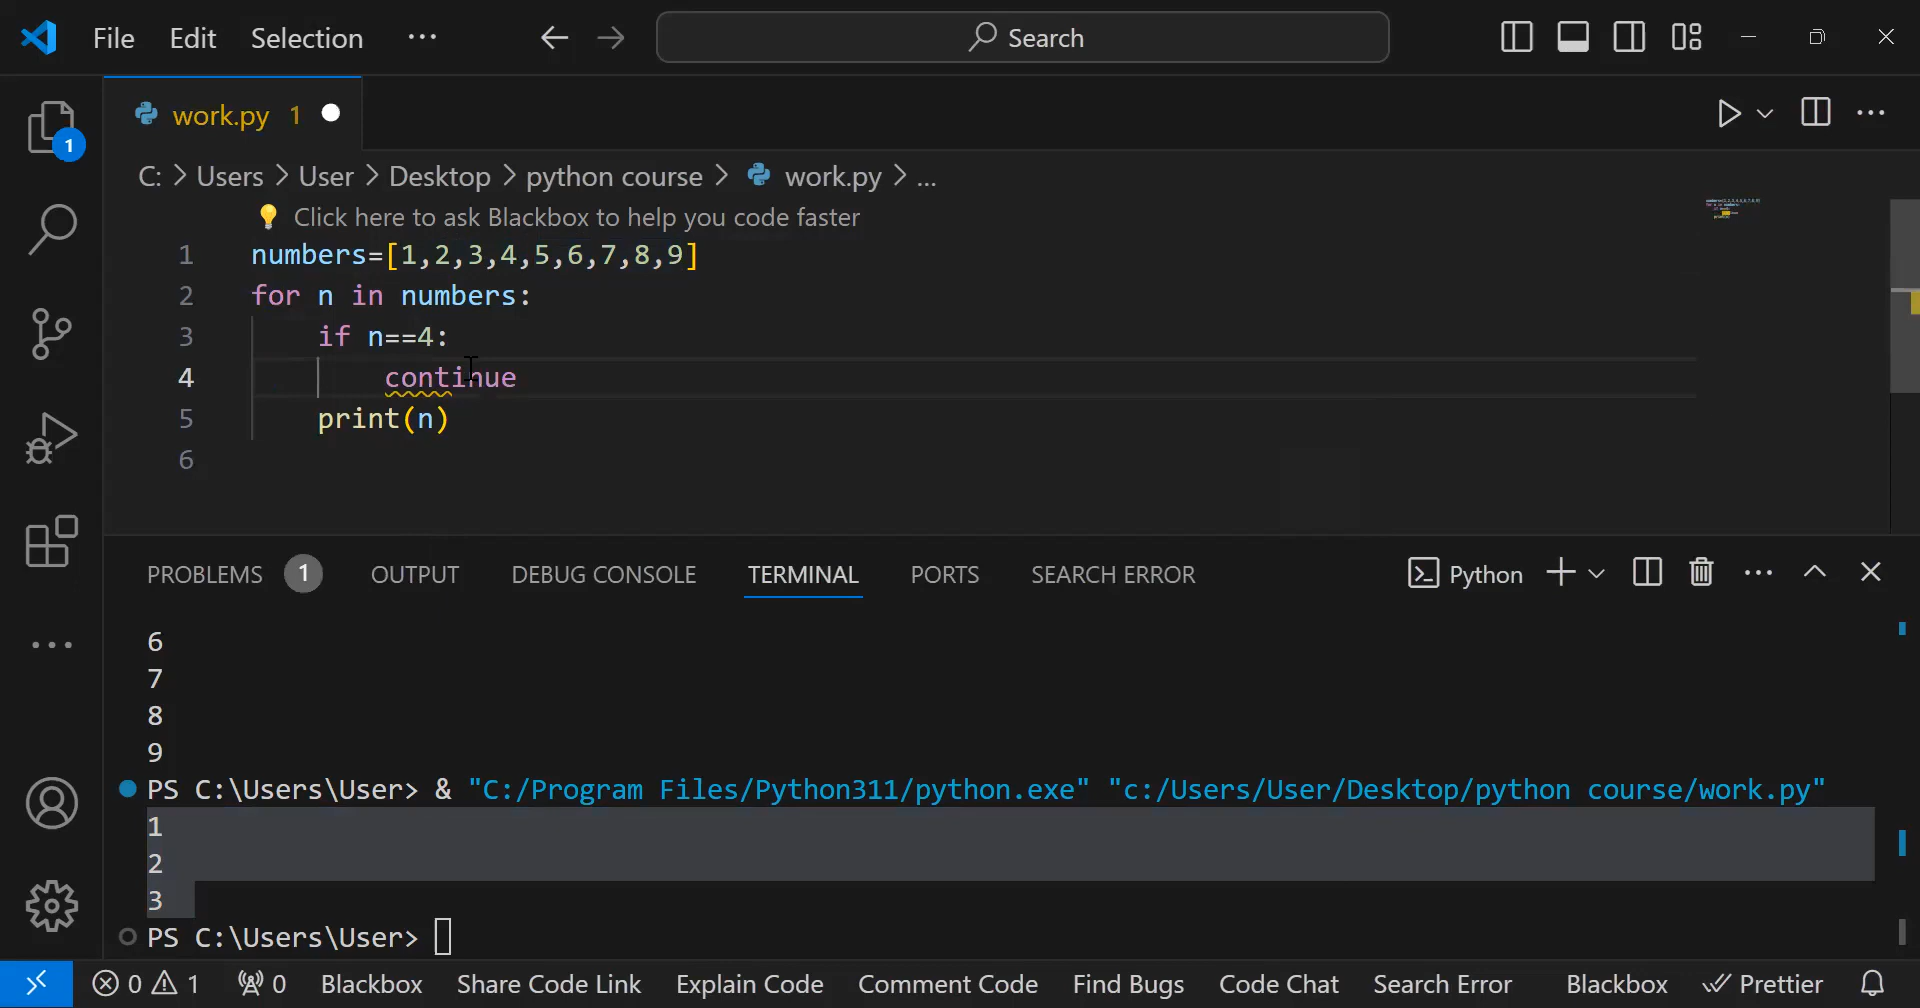 File Edit Selection ··· Search
work.py 1
C: > Users > User > Desktop > python course > work.py > ...
Click here to ask Blackbox to help you code faster
1 numbers=[1,2,3,4,5,6,7,8,9]
2 for n in numbers:
3 if n==4:
4 continue
5 print(n)
6
1
PROBLEMS 1 OUTPUT DEBUG CONSOLE TERMINAL PORTS SEARCH ERROR Python
6
7
8
9
PS C:\Users\User> & "C:/Program Files/Python311/python.exe" "c:/Users/User/Desktop/python course/work.py"
1
2
3
PS C:\Users\User>
0 1 0 Blackbox Share Code Link Explain Code Comment Code Find Bugs Code Chat Search Error Blackbox Prettier